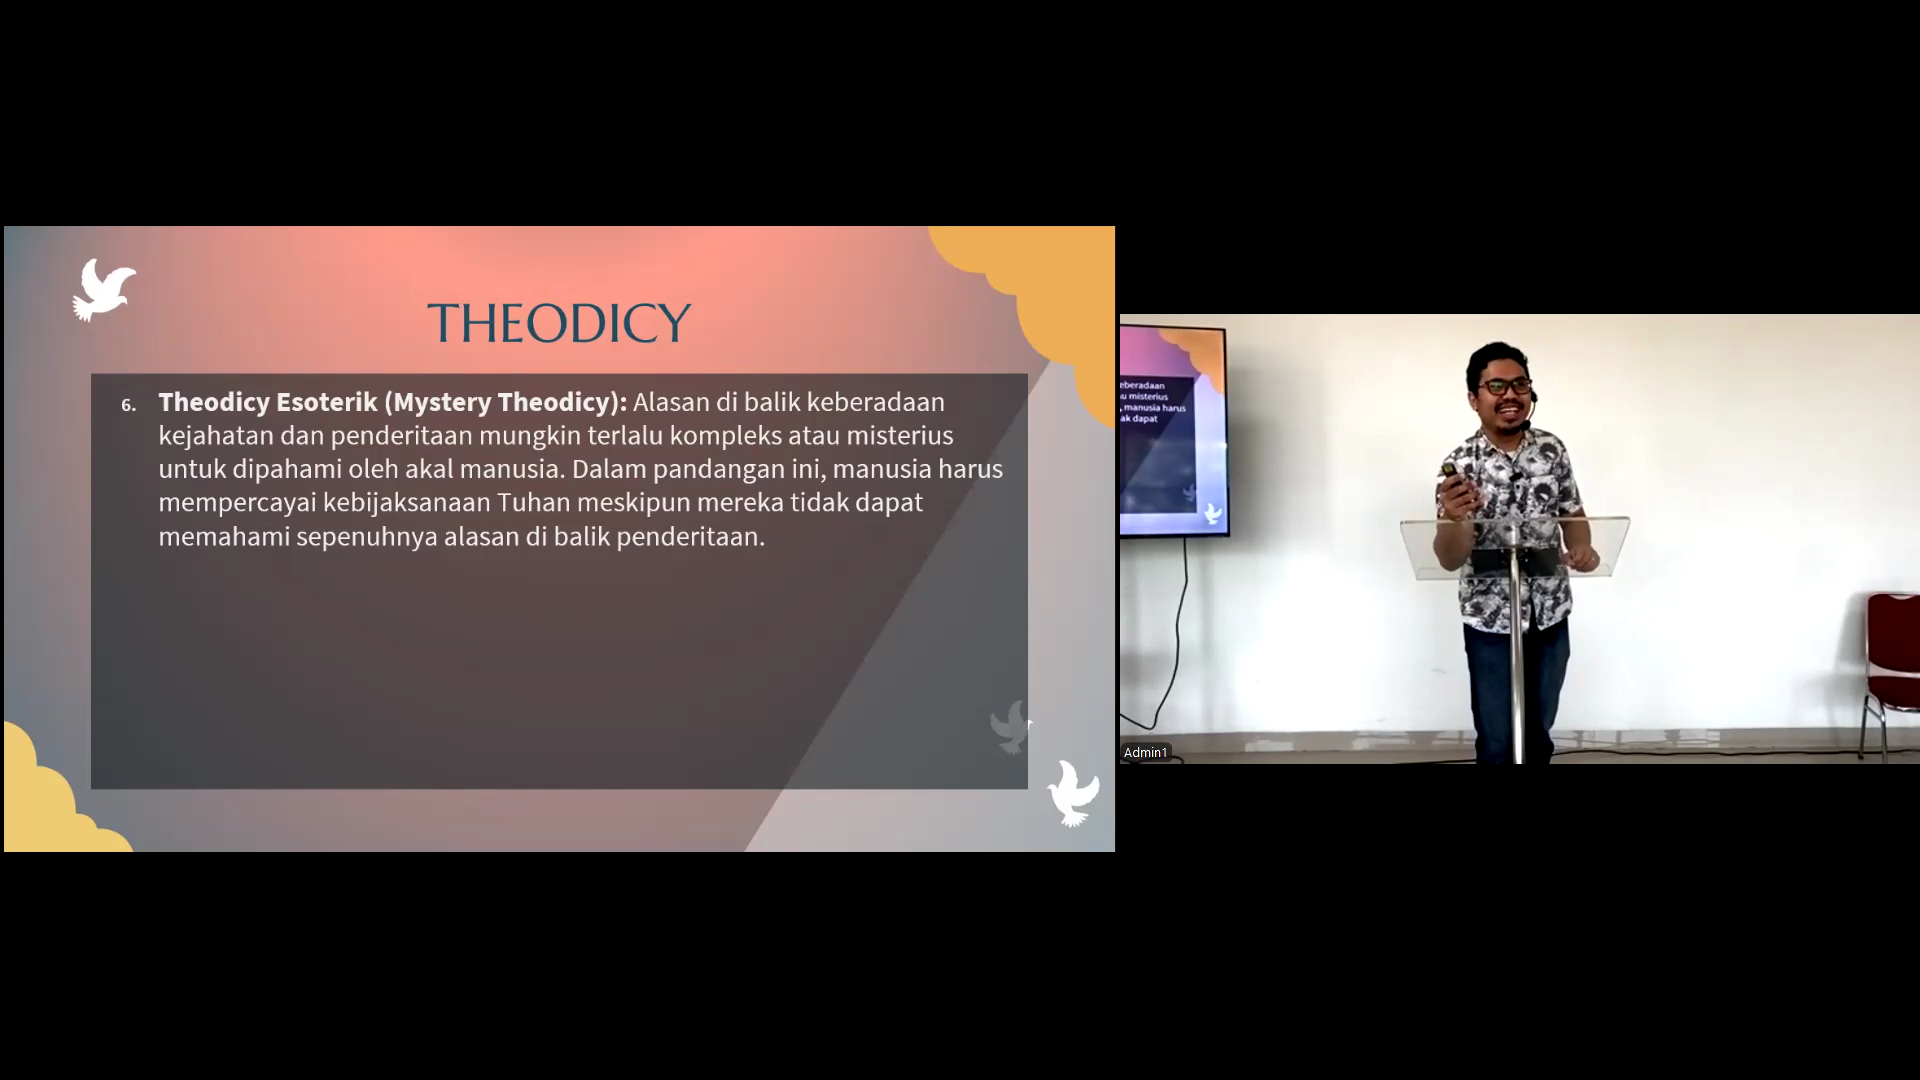 THEODICY
6. Theodicy Esoterik (Mystery Theodicy): Alasan di balik keberadaan
kejahatan dan penderitaan mungkin terlalu kompleks atau misterius
untuk dipahami oleh akal manusia. Dalam pandangan ini, manusia harus
mempercayai kebijaksanaan Tuhan meskipun mereka tidak dapat
memahami sepenuhnya alasan di balik penderitaan.
eberadaan
u misterius
, manusia harus
ak dapat
Admin1